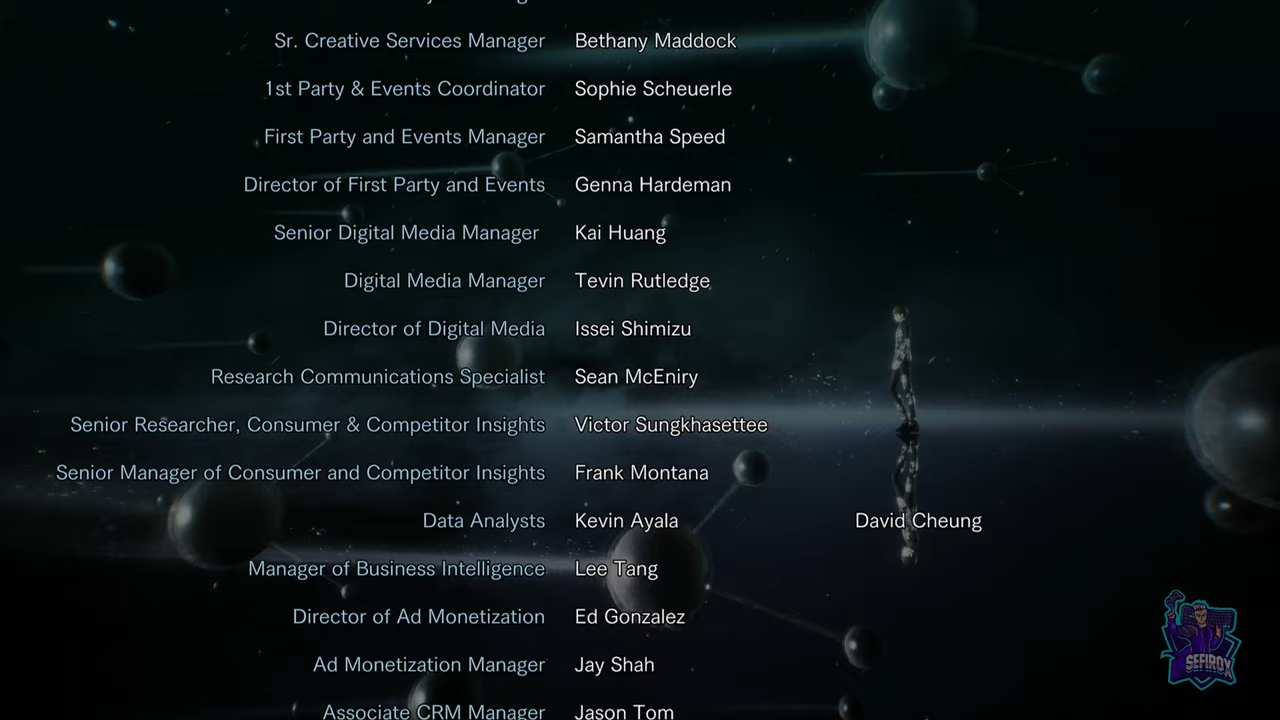 Sr. Creative Services Manager Bethany Maddock
1st Party & Events Coordinator Sophie Scheuerle
First Party and Events Manager Samantha Speed
Director of First Party and Events Genna Hardeman
Senior Digital Media Manager Kai Huang
Digital Media Manager Tevin Rutledge
Director of Digital Media Issei Shimizu
Research Communications Specialist Sean McEniry
Senior Researcher, Consumer & Competitor Insights Victor Sungkhasettee
Senior Manager of Consumer and Competitor Insights Frank Montana
Data Analysts Kevin Ayala David Cheung
Manager of Business Intelligence Lee Tang
Director of Ad Monetization Ed Gonzalez
Ad Monetization Manager Jay Shah
Associate CRM Manager Jason Tom
SEFIROX